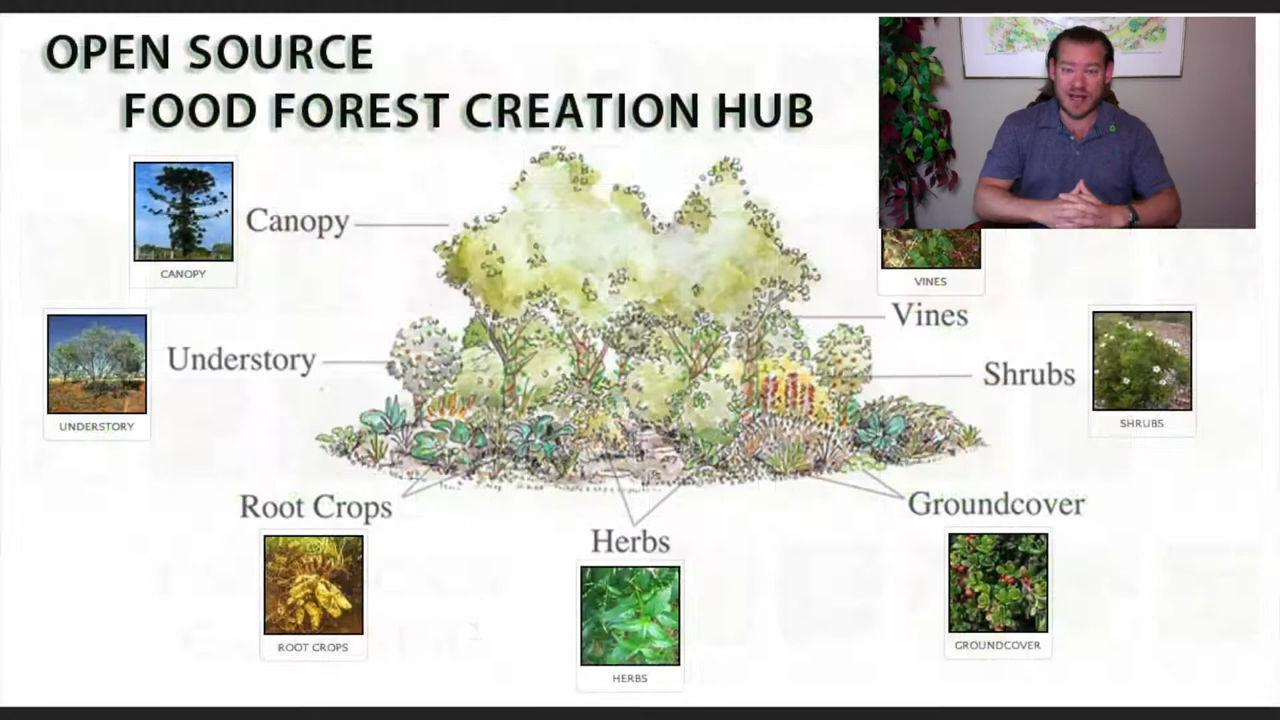 OPEN SOURCE
FOOD FOREST CREATION HUB
Canopy
CANOPY
VINES
Vines
Understory
UNDERSTORY
Shrubs
SHRUBS
Root Crops
ROOT CROPS
Herbs
HERBS
Groundcover
GROUNDCOVER